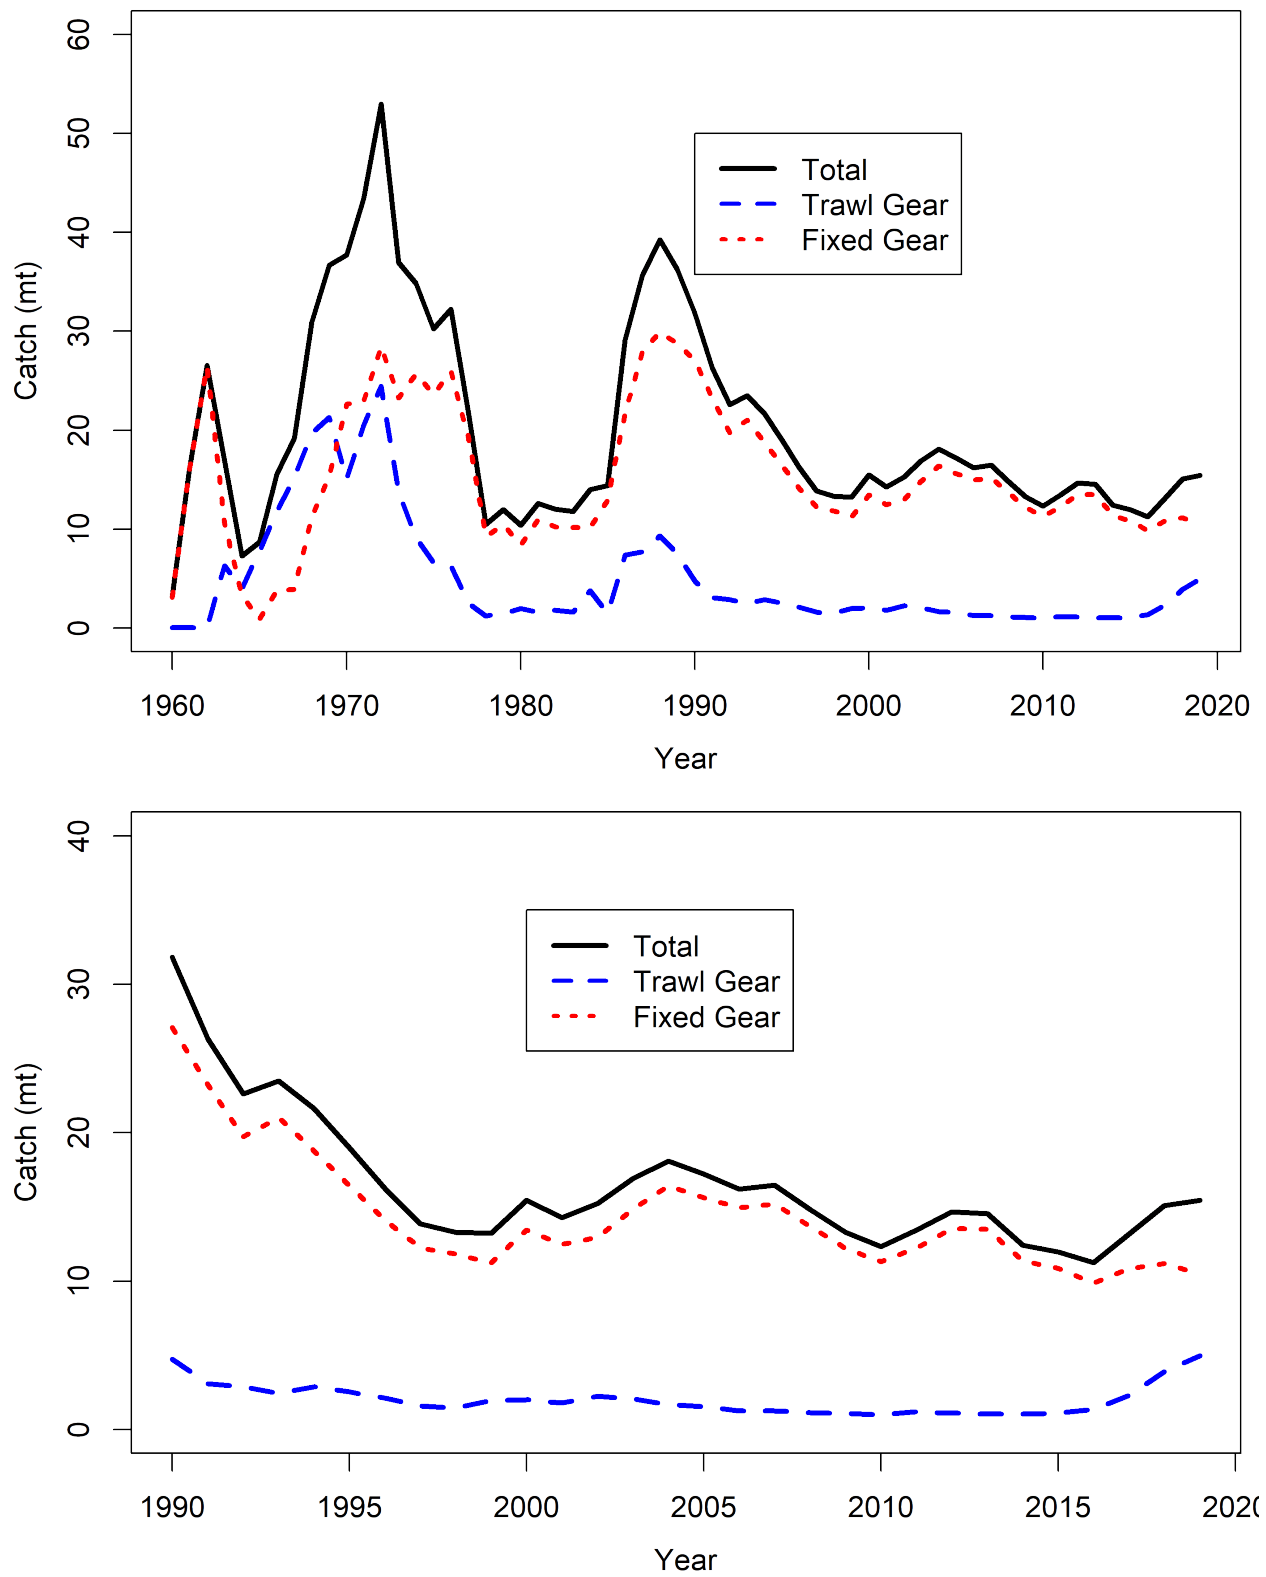 60
50
40
30
20
10
0
Catch (mt)
Total
Trawl Gear
Fixed Gear
1960 1970 1980 1990 2000 2010 2020
Year
40
30
20
10
0
Catch (mt)
Total
Trawl Gear
Fixed Gear
1990 1995 2000 2005 2010 2015 2020
Year